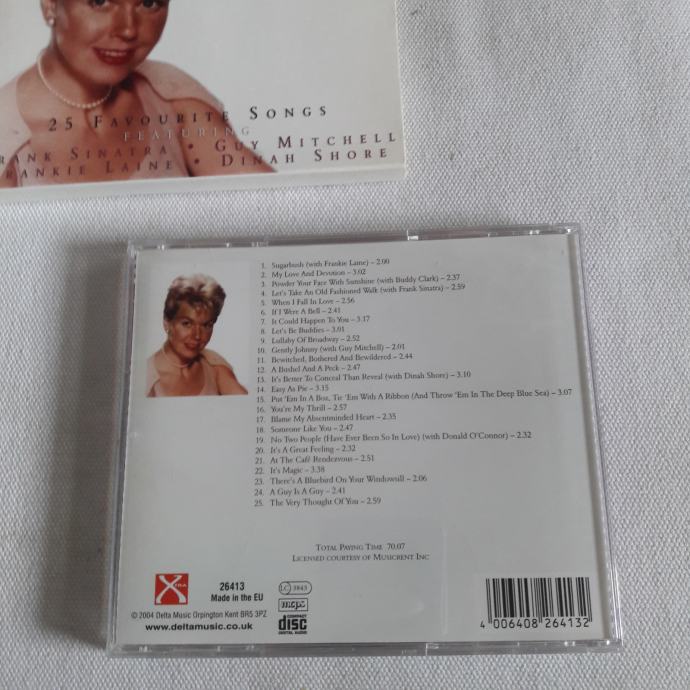 25 FAVOURITE SONGS
FEATURING
FRANK SINATRA • GUY MITCHELL
FRANKIE LAINE • DINAH SHORE
1. Sugarbush (with Frankie Laine) – 2.00
2. My Love And Devotion – 3.02
3. Powder Your Face With Sunshine (with Buddy Clark) – 2.37
4. Let's Take An Old Fashioned Walk (with Frank Sinatra) – 2.59
5. When I Fall In Love – 2.56
6. If I Were A Bell – 2.41
7. It Could Happen To You – 3.17
8. Let's Be Buddies – 3.01
9. Lullaby Of Broadway – 2.52
10. Gently Johnny (with Guy Mitchell) – 2.01
11. Bewitched, Bothered And Bewildered – 2.44
12. A Bushel And A Peck – 2.47
13. It's Better To Conceal Than Reveal (with Dinah Shore) – 3.10
14. Easy As Pie – 3.15
15. Put 'Em In A Box, Tie 'Em With A Ribbon (And Throw 'Em In The Deep Blue Sea) – 3.07
16. You're My Thrill – 2.57
17. Blame My Absentminded Heart – 2.35
18. Someone Like You – 2.47
19. No Two People (Have Ever Been So In Love) (with Donald O'Connor) – 2.32
20. It's A Great Feeling – 2.32
21. At The Café Rendezvous – 2.51
22. It's Magic – 3.38
23. There's A Bluebird On Your Windowsill – 2.06
24. A Guy Is A Guy – 2.41
25. The Very Thought Of You – 2.59
TOTAL PAYING TIME 70.07
LICENSED COURTESY OF MUSICRENT INC
XTRA
26413
Made in the EU
LC 3843
mcps
COMPACT
disc
DIGITAL AUDIO
© 2004 Delta Music Orpington Kent BR5 3PZ
www.deltamusic.co.uk
4 006408 264132